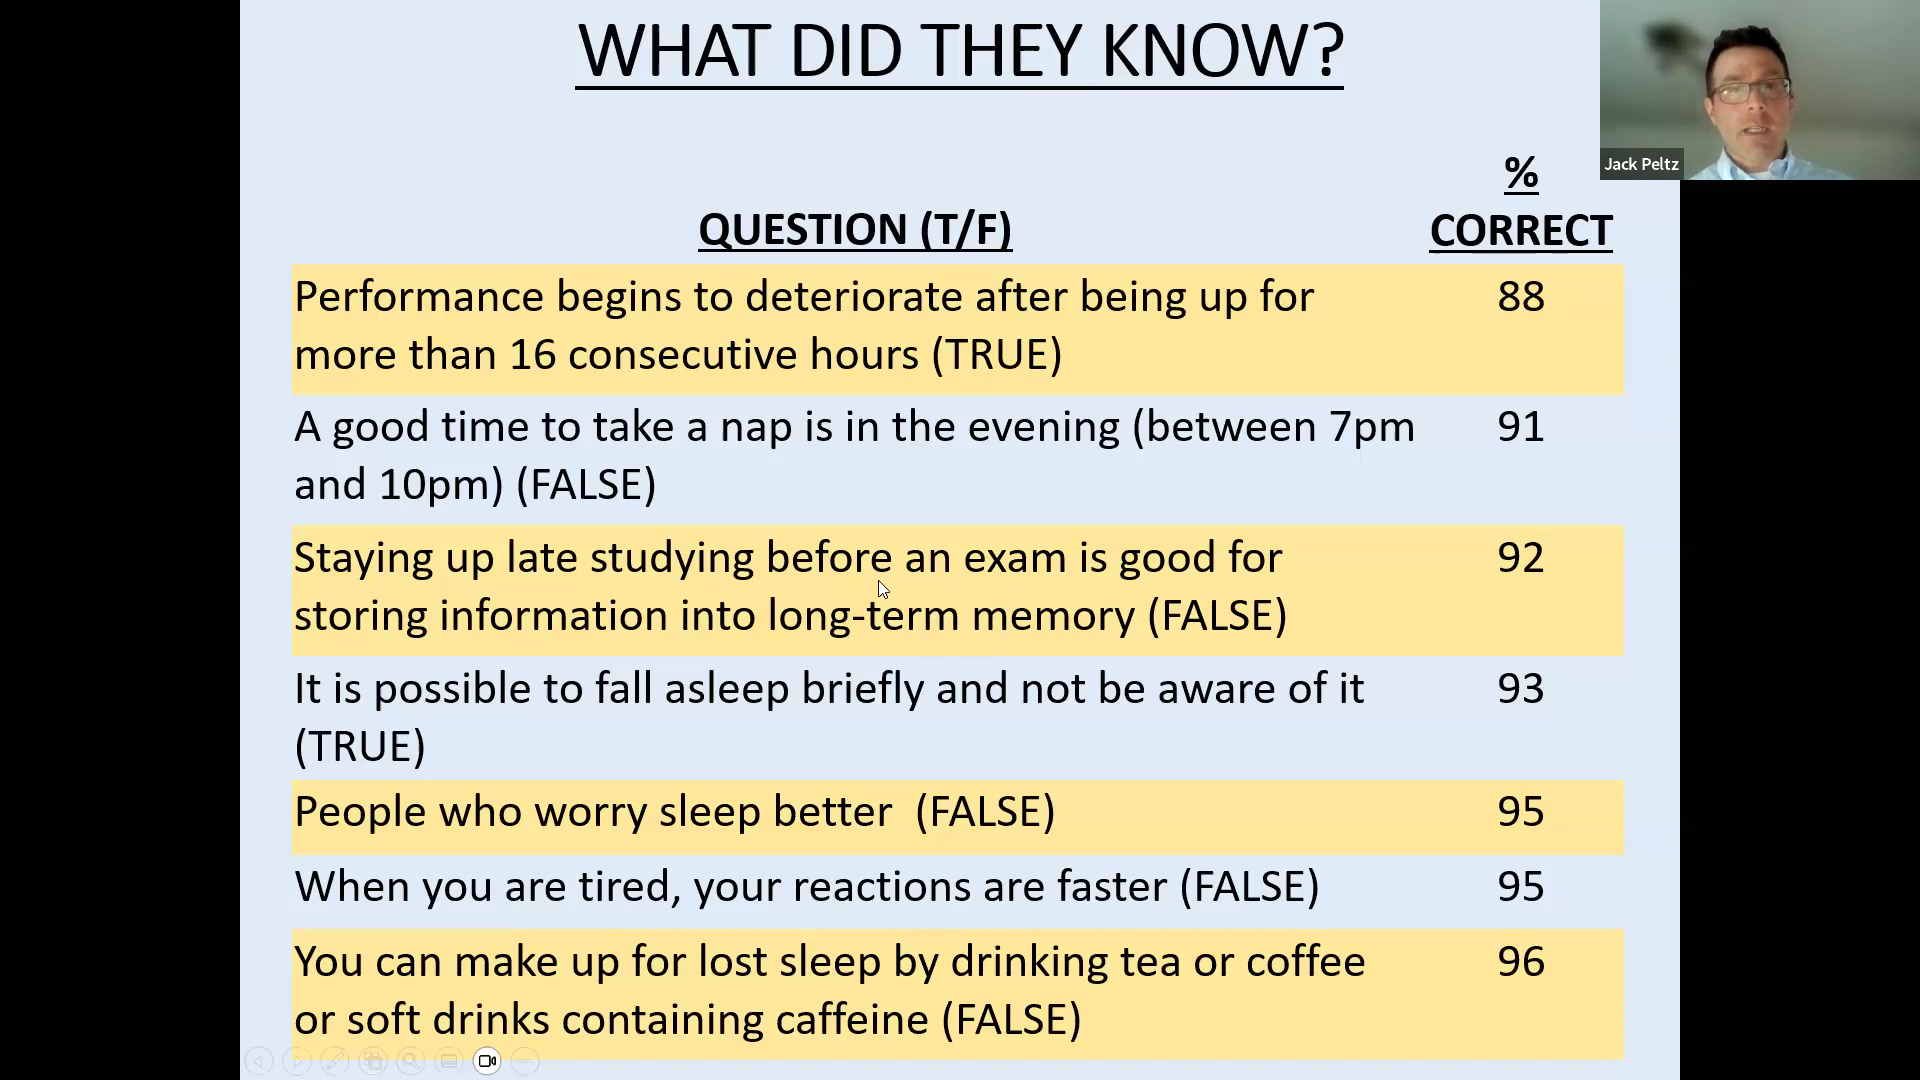 WHAT DID THEY KNOW?
Jack Peltz
%
QUESTION (T/F) CORRECT
Performance begins to deteriorate after being up for 88
more than 16 consecutive hours (TRUE)
A good time to take a nap is in the evening (between 7pm 91
and 10pm) (FALSE)
Staying up late studying before an exam is good for 92
storing information into long-term memory (FALSE)
It is possible to fall asleep briefly and not be aware of it 93
(TRUE)
People who worry sleep better (FALSE) 95
When you are tired, your reactions are faster (FALSE) 95
You can make up for lost sleep by drinking tea or coffee 96
or soft drinks containing caffeine (FALSE)